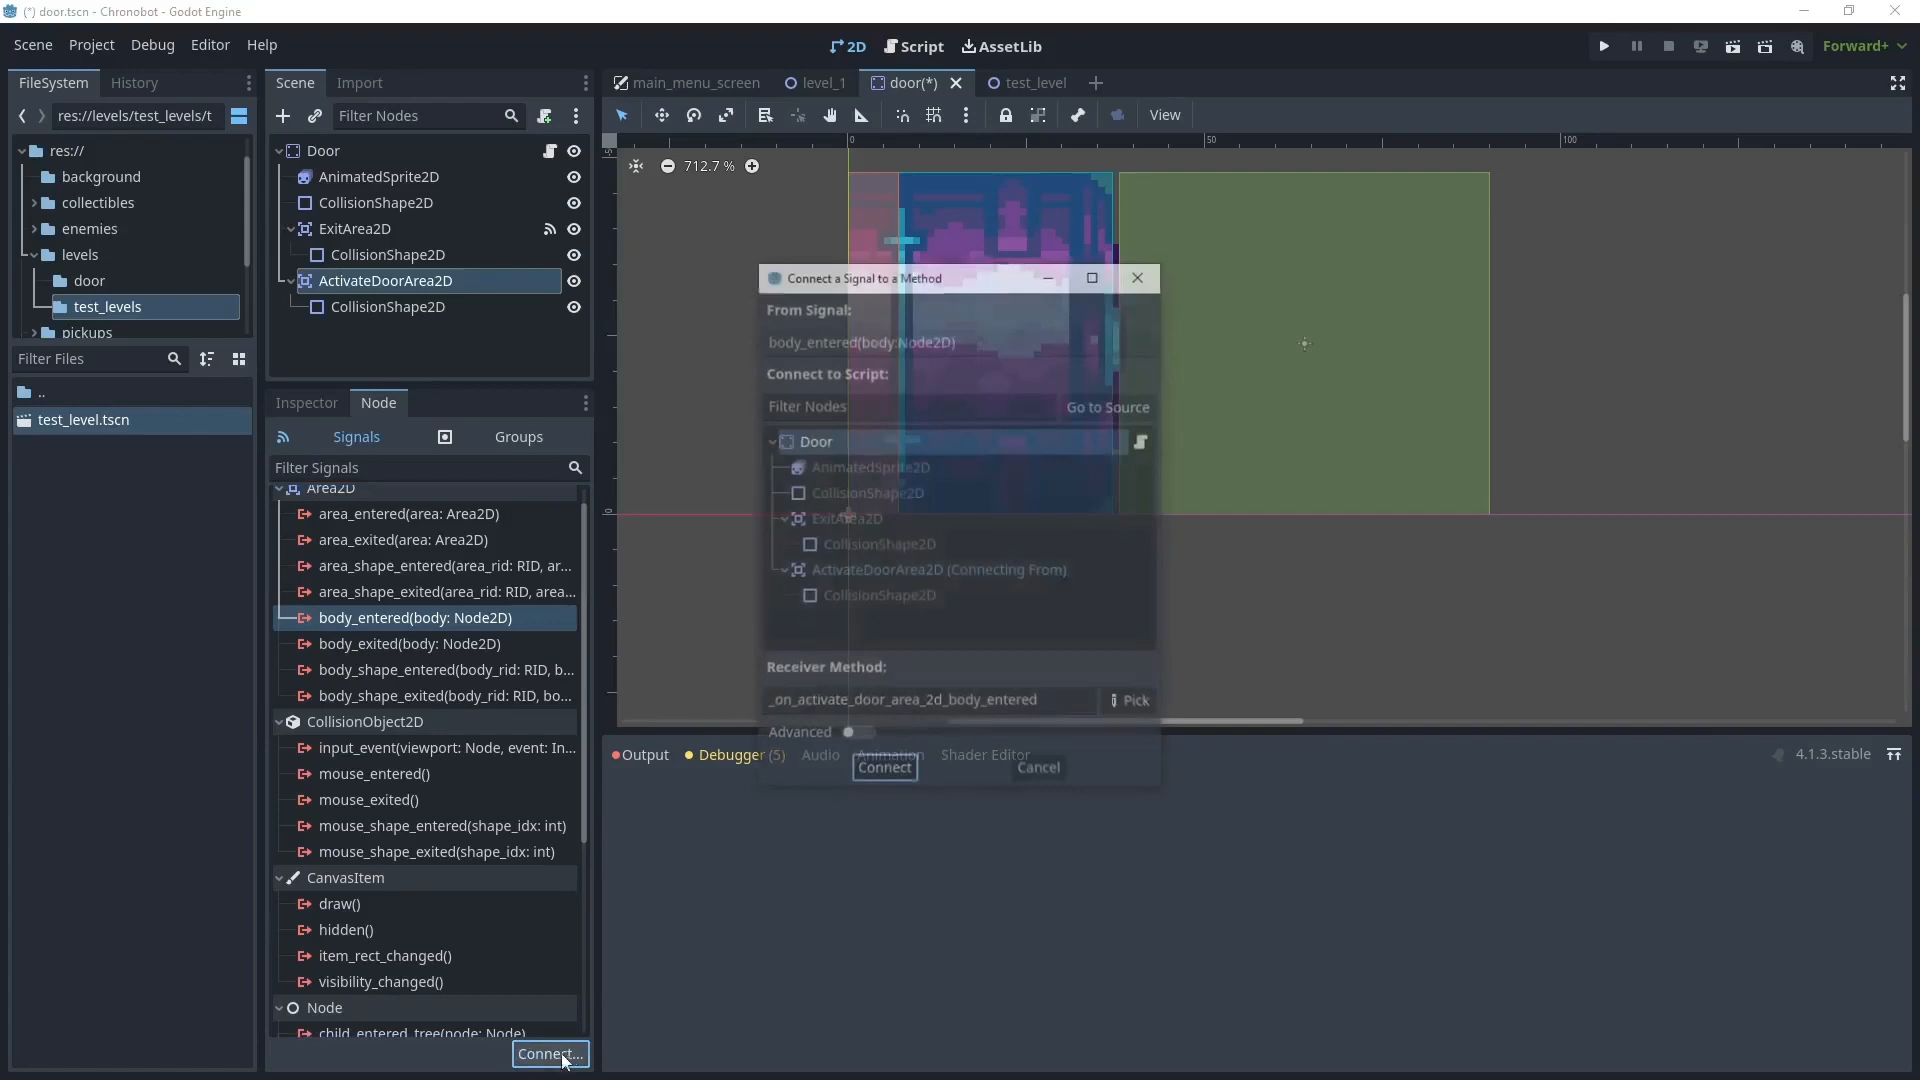 (*) door.tscn - Chronobot - Godot Engine
Scene Project Debug Editor Help
2D Script AssetLib
Forward+
FileSystem History
res://levels/test_levels/t
res://
background
collectibles
enemies
levels
door
test_levels
pickups
Filter Files
..
test_level.tscn
Scene Import
Filter Nodes
Door
AnimatedSprite2D
CollisionShape2D
ExitArea2D
CollisionShape2D
ActivateDoorArea2D
CollisionShape2D
Inspector Node
Signals Groups
Filter Signals
Area2D
area_entered(area: Area2D)
area_exited(area: Area2D)
area_shape_entered(area_rid: RID, ar...
area_shape_exited(area_rid: RID, area...
body_entered(body: Node2D)
body_exited(body: Node2D)
body_shape_entered(body_rid: RID, b...
body_shape_exited(body_rid: RID, bo...
CollisionObject2D
input_event(viewport: Node, event: In...
mouse_entered()
mouse_exited()
mouse_shape_entered(shape_idx: int)
mouse_shape_exited(shape_idx: int)
CanvasItem
draw()
hidden()
item_rect_changed()
visibility_changed()
Node
child_entered_tree(node: Node)
Connect...
main_menu_screen level_1 door(*) test_level
View
0 50 100
712.7 %
0
Connect a Signal to a Method
From Signal:
body_entered(body:Node2D)
Connect to Script:
Filter Nodes Go to Source
Door
AnimatedSprite2D
CollisionShape2D
ExitArea2D
CollisionShape2D
ActivateDoorArea2D (Connecting From)
CollisionShape2D
Receiver Method:
_on_activate_door_area_2d_body_entered Pick
Advanced
Connect Cancel
Output Debugger (5) Audio Animation Shader Editor
4.1.3.stable